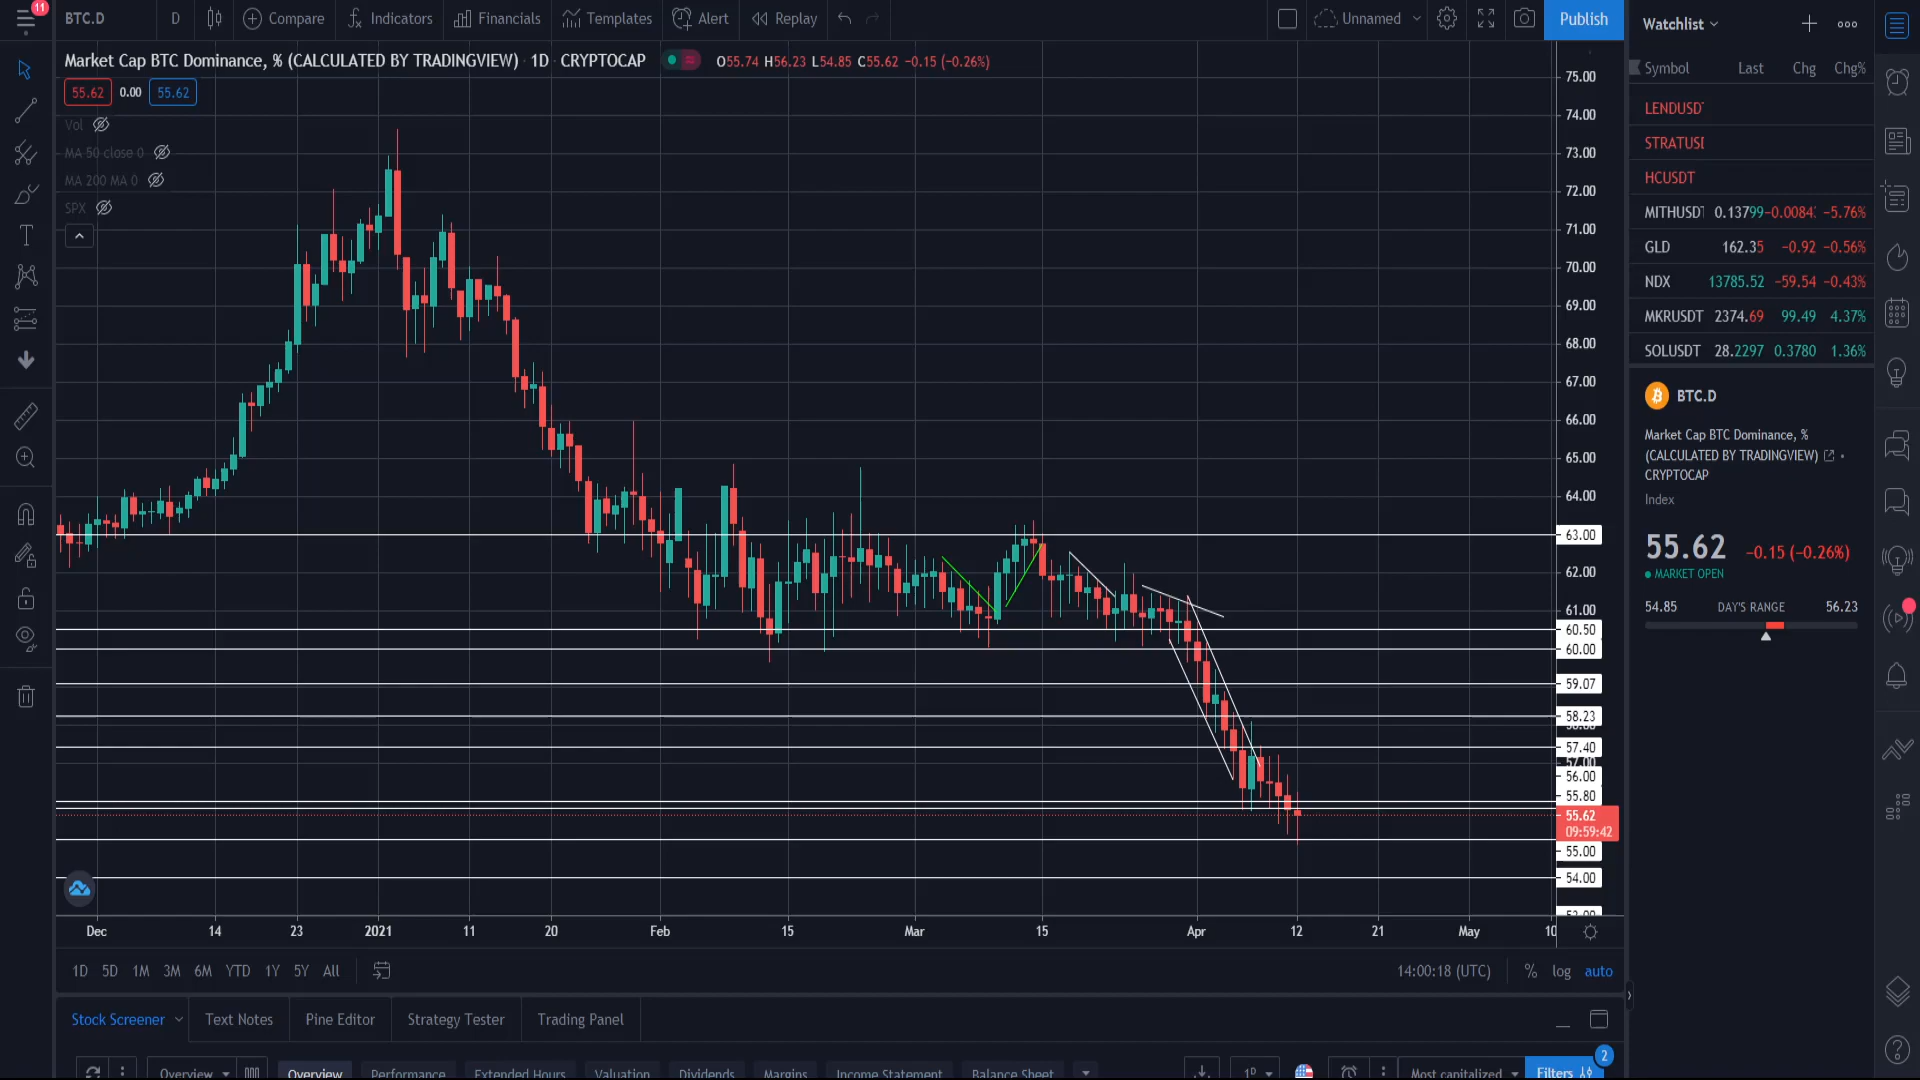 11
BTC.D
D
Compare
Indicators
Financials
Templates
Alert
Replay
Unnamed
Publish
Market Cap BTC Dominance, % (CALCULATED BY TRADINGVIEW) 1D CRYPTOCAP O55.74 H56.23 L54.85 C55.62 −0.15 (−0.26%)
55.62 0.00 55.62
Vol
MA 50 close 0
MA 200 MA 0
SPX
75.00
74.00
73.00
72.00
71.00
70.00
69.00
68.00
67.00
66.00
65.00
64.00
63.00
62.00
61.00
60.50
60.00
59.07
58.23
57.40
57.00
56.00
55.80
55.62
09:59:42
55.00
54.00
Dec 14 23 2021 11 20 Feb 15 Mar 15 Apr 12 21 May 10
1D 5D 1M 3M 6M YTD 1Y 5Y All
14:00:18 (UTC) % log auto
Stock Screener Text Notes Pine Editor Strategy Tester Trading Panel
Overview Overview Performance Extended Hours Valuation Dividends Margins Income Statement Balance Sheet 1D Most capitalized Filters 2
Watchlist
Symbol Last Chg Chg%
LENDUSDT
STRATUSD
HCUSDT
MITHUSDT 0.13799 −0.0084 −5.76%
GLD 162.35 −0.92 −0.56%
NDX 13785.52 −59.54 −0.43%
MKRUSDT 2374.69 99.49 4.37%
SOLUSDT 28.2297 0.3780 1.36%
BTC.D
Market Cap BTC Dominance, %
(CALCULATED BY TRADINGVIEW) •
CRYPTOCAP
Index
55.62 −0.15 (−0.26%)
MARKET OPEN
54.85 DAY'S RANGE 56.23